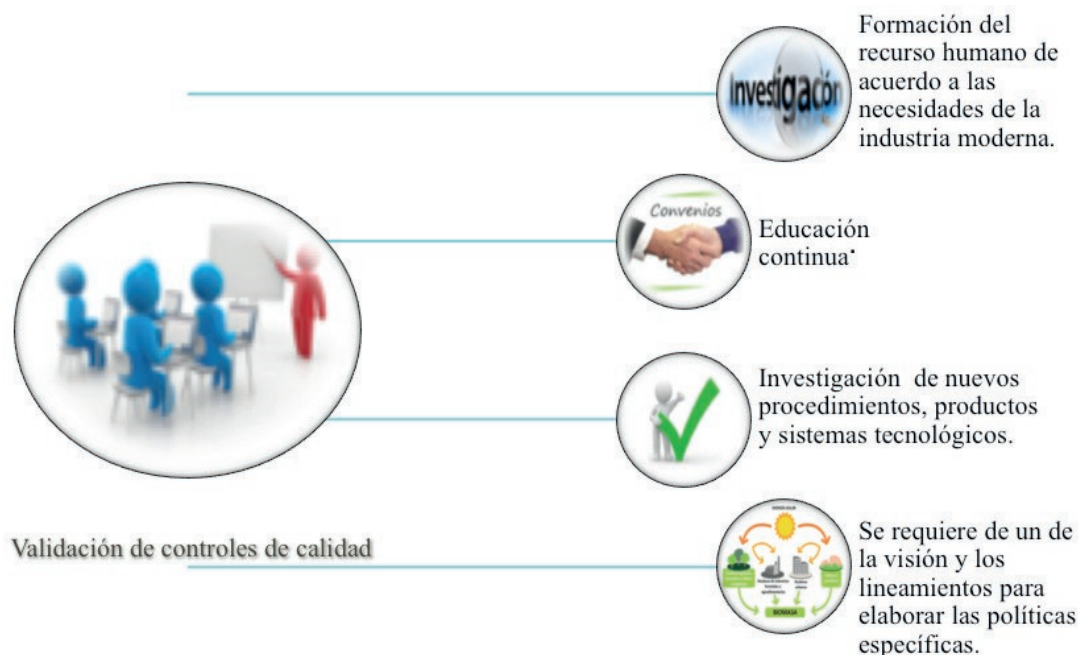 Investigación
Formación del
recurso humano de
acuerdo a las
necesidades de la
industria moderna.
Convenios
Educación
continua·
Investigación de nuevos
procedimientos, productos
y sistemas tecnológicos.
Validación de controles de calidad
BIOMASA
Se requiere de un de
la visión y los
lineamientos para
elaborar las políticas
específicas.